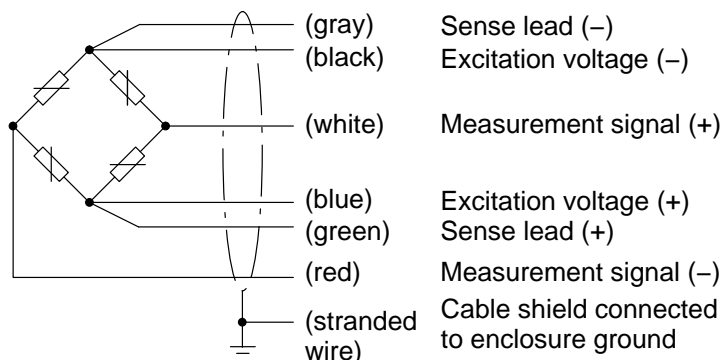 (gray) Sense lead (–)
(black) Excitation voltage (–)
(white) Measurement signal (+)
(blue) Excitation voltage (+)
(green) Sense lead (+)
(red) Measurement signal (–)
(stranded wire) Cable shield connected
to enclosure ground